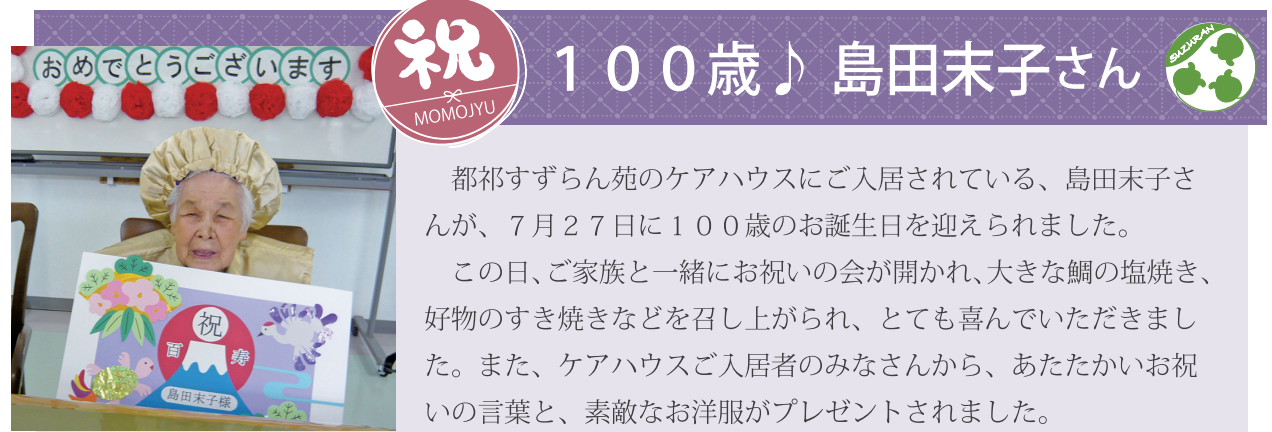 おめでとうございます
祝
MOMOJYU
１００歳♪ 島田末子さん
SUZURAN
都祁すずらん苑のケアハウスにご入居されている、島田末子さ
んが、７月２７日に１００歳のお誕生日を迎えられました。
この日、ご家族と一緒にお祝いの会が開かれ、大きな鯛の塩焼き、
好物のすき焼きなどを召し上がられ、とても喜んでいただきまし
た。また、ケアハウスご入居者のみなさんから、あたたかいお祝
いの言葉と、素敵なお洋服がプレゼントされました。
祝
百 寿
島田末子様